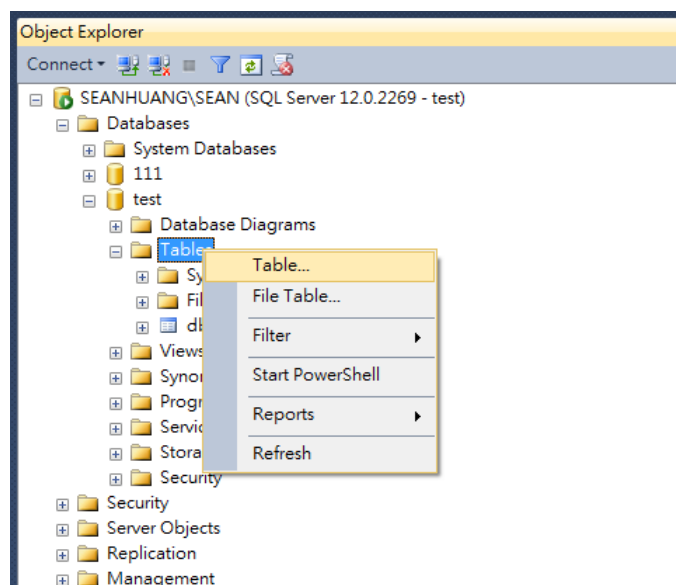 Object Explorer
Connect
SEANHUANG\SEAN (SQL Server 12.0.2269 - test)
Databases
System Databases
111
test
Database Diagrams
Tables
Table...
File Table...
Filter
Start PowerShell
Reports
Refresh
Views
Security
Security
Server Objects
Replication
Management